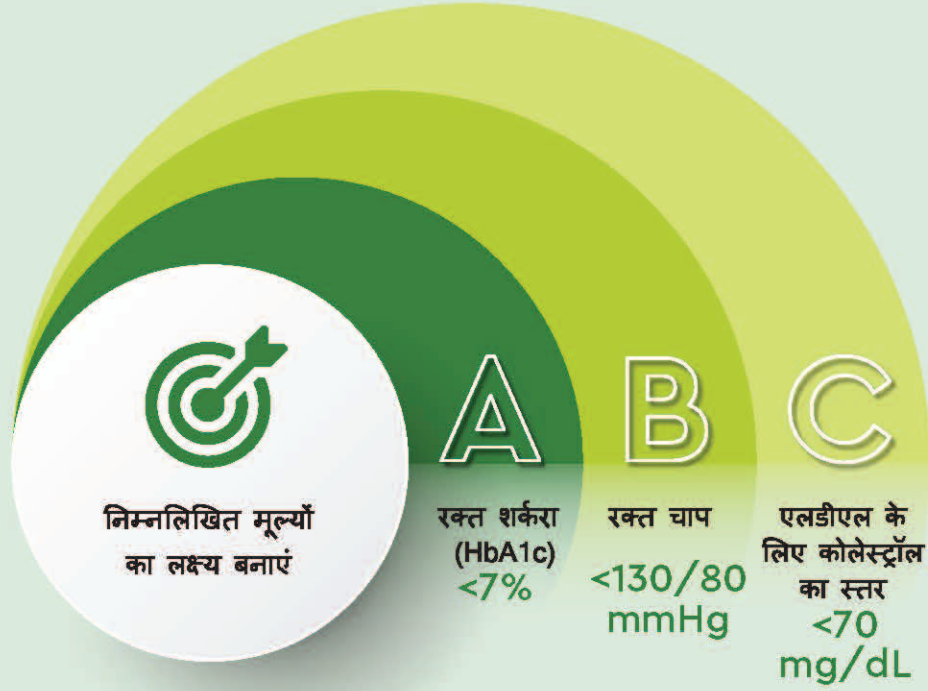 निम्नलिखित मूल्यों
का लक्ष्य बनाएं
A
रक्त शर्करा
(HbA1c)
<7%
B
रक्त चाप
<130/80
mmHg
C
एलडीएल के
लिए कोलेस्ट्रॉल
का स्तर
<70
mg/dL